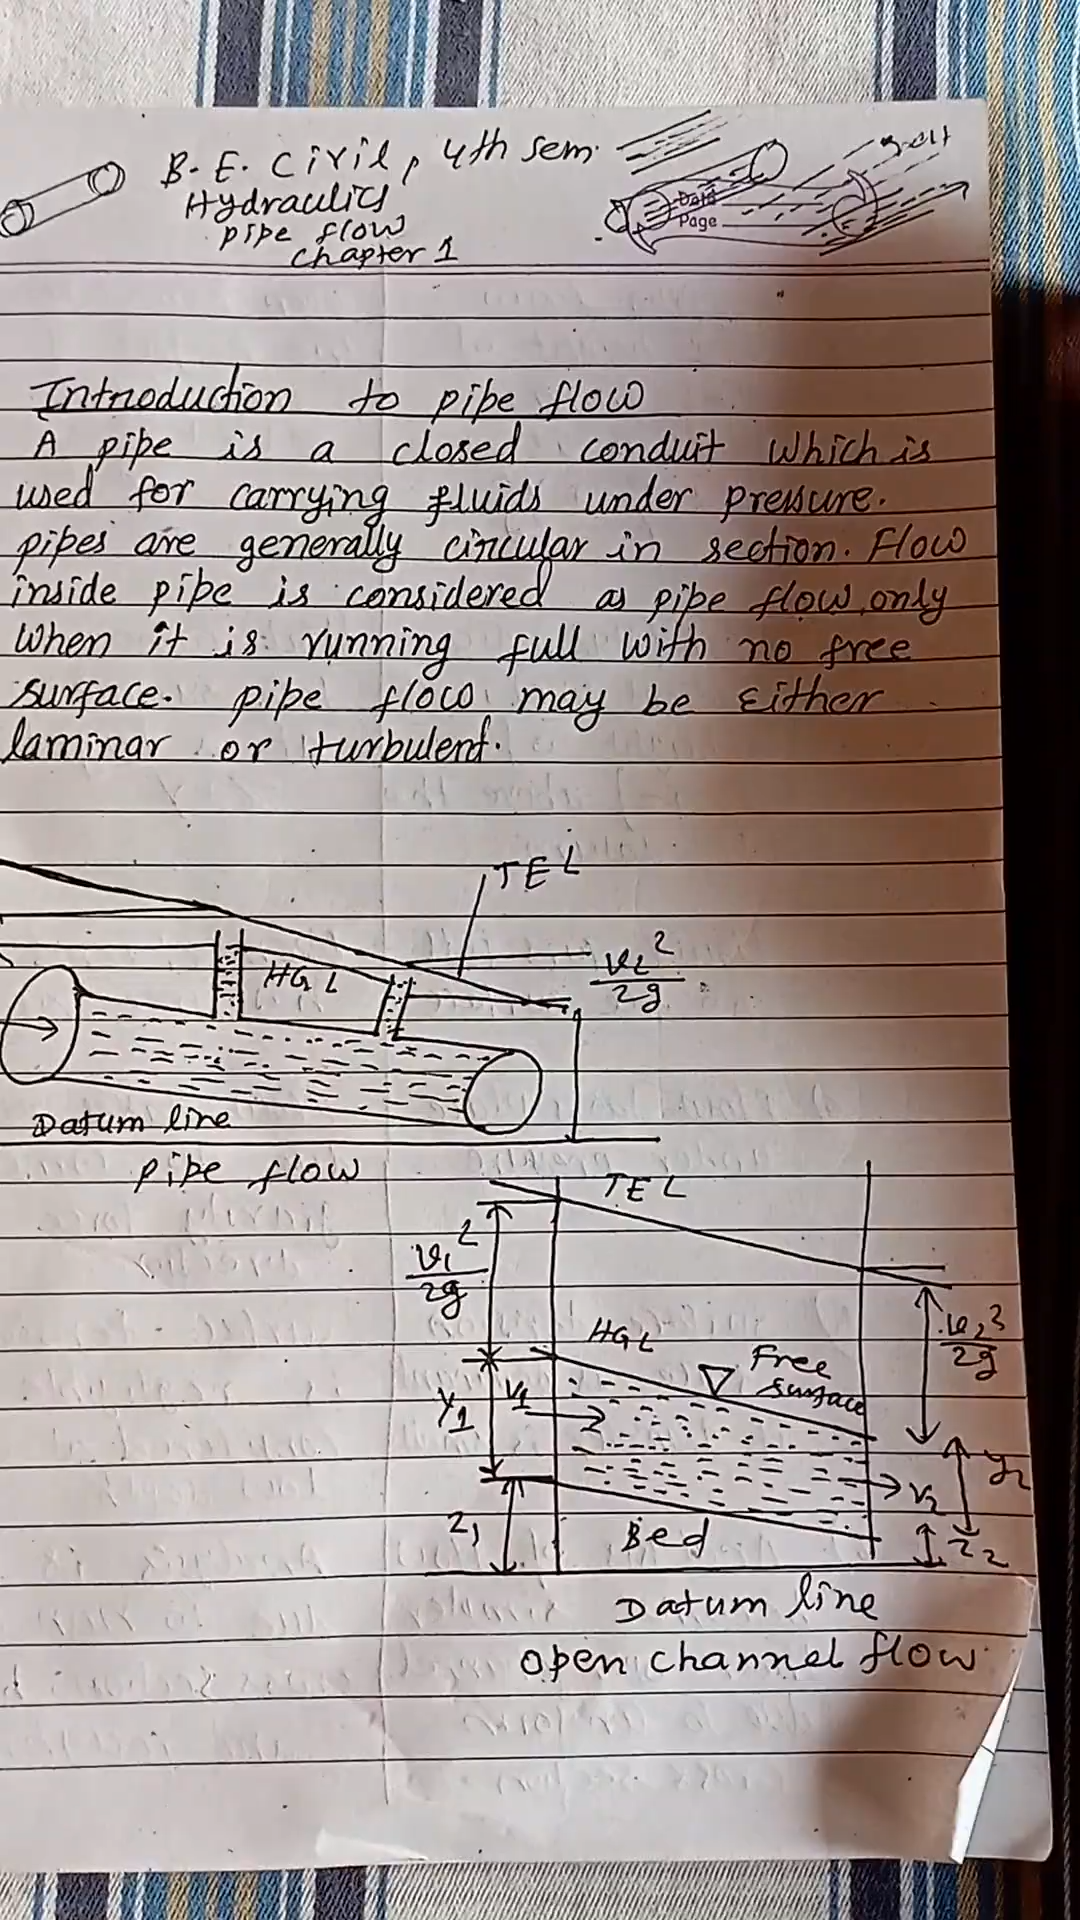 B.E. Civil, 4th sem.
Hydraulics
pipe flow
chapter 1
Date
Page
Introduction to pipe flow
A pipe is a closed conduit which is
used for carrying fluids under pressure.
pipes are generally circular in section. Flow
inside pipe is considered as pipe flow only
when it is running full with no free
surface. pipe flow may be Either
laminar or turbulent.
TEL
HGL
V₂²/2g
Datum line
pipe flow
TEL
V₁²/2g
HGL
Free
surface
Y₁
V₁
y₂
V₂
Z₁
Bed
Z₂
Datum line
open channel flow